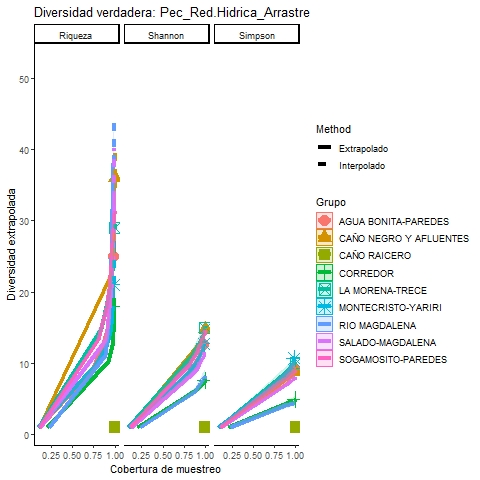 Diversidad verdadera: Pec_Red.Hidrica_Arrastre
Riqueza Shannon Simpson
50
40
30
20
10
0
0.25 0.50 0.75 1.00 0.25 0.50 0.75 1.00 0.25 0.50 0.75 1.00
Cobertura de muestreo
Diversidad extrapolada
Method
Extrapolado
Interpolado
Grupo
AGUA BONITA-PAREDES
CAÑO NEGRO Y AFLUENTES
CAÑO RAICERO
CORREDOR
LA MORENA-TRECE
MONTECRISTO-YARIRI
RIO MAGDALENA
SALADO-MAGDALENA
SOGAMOSITO-PAREDES